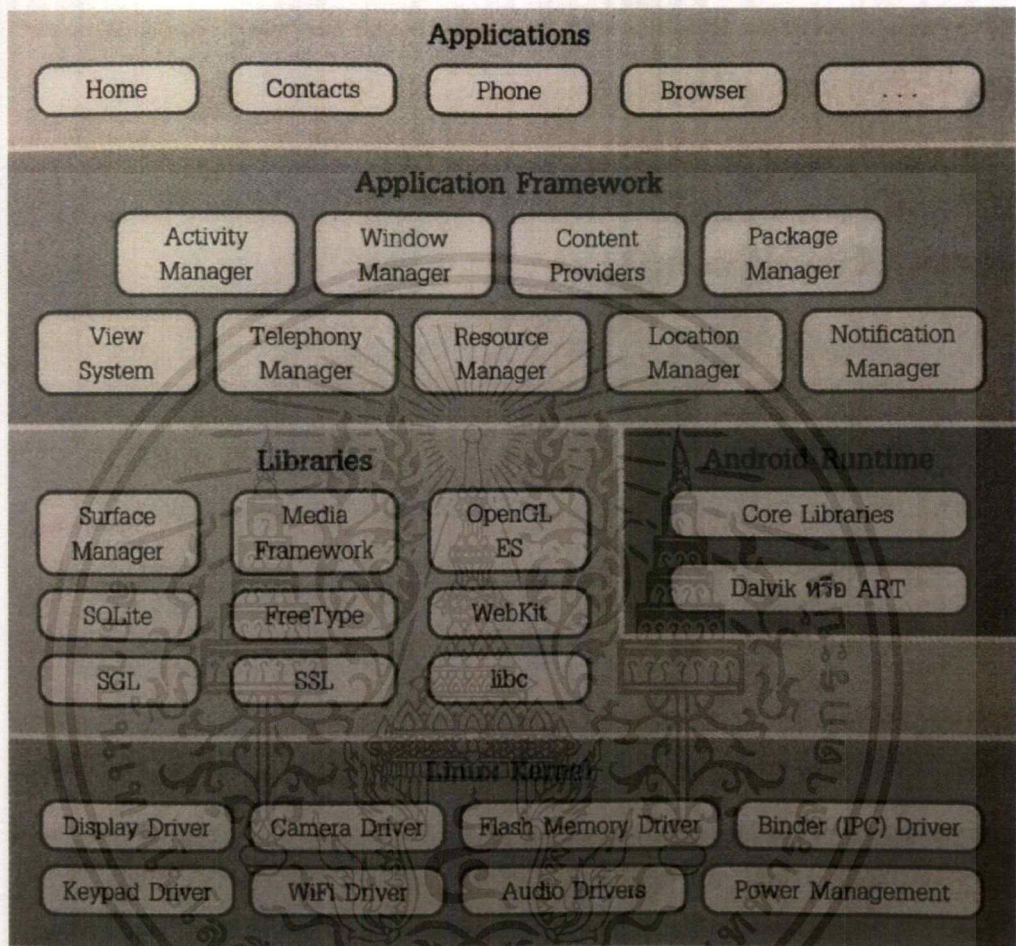 Applications
Home Contacts Phone Browser ...
Application Framework
Activity Manager
Window Manager
Content Providers
Package Manager
View System
Telephony Manager
Resource Manager
Location Manager
Notification Manager
Libraries
Surface Manager
Media Framework
OpenGL ES
SQLite FreeType WebKit
SGL SSL libc
Android Runtime
Core Libraries
Dalvik หรือ ART
Linux Kernel
Display Driver Camera Driver Flash Memory Driver Binder (IPC) Driver
Keypad Driver WiFi Driver Audio Drivers Power Management